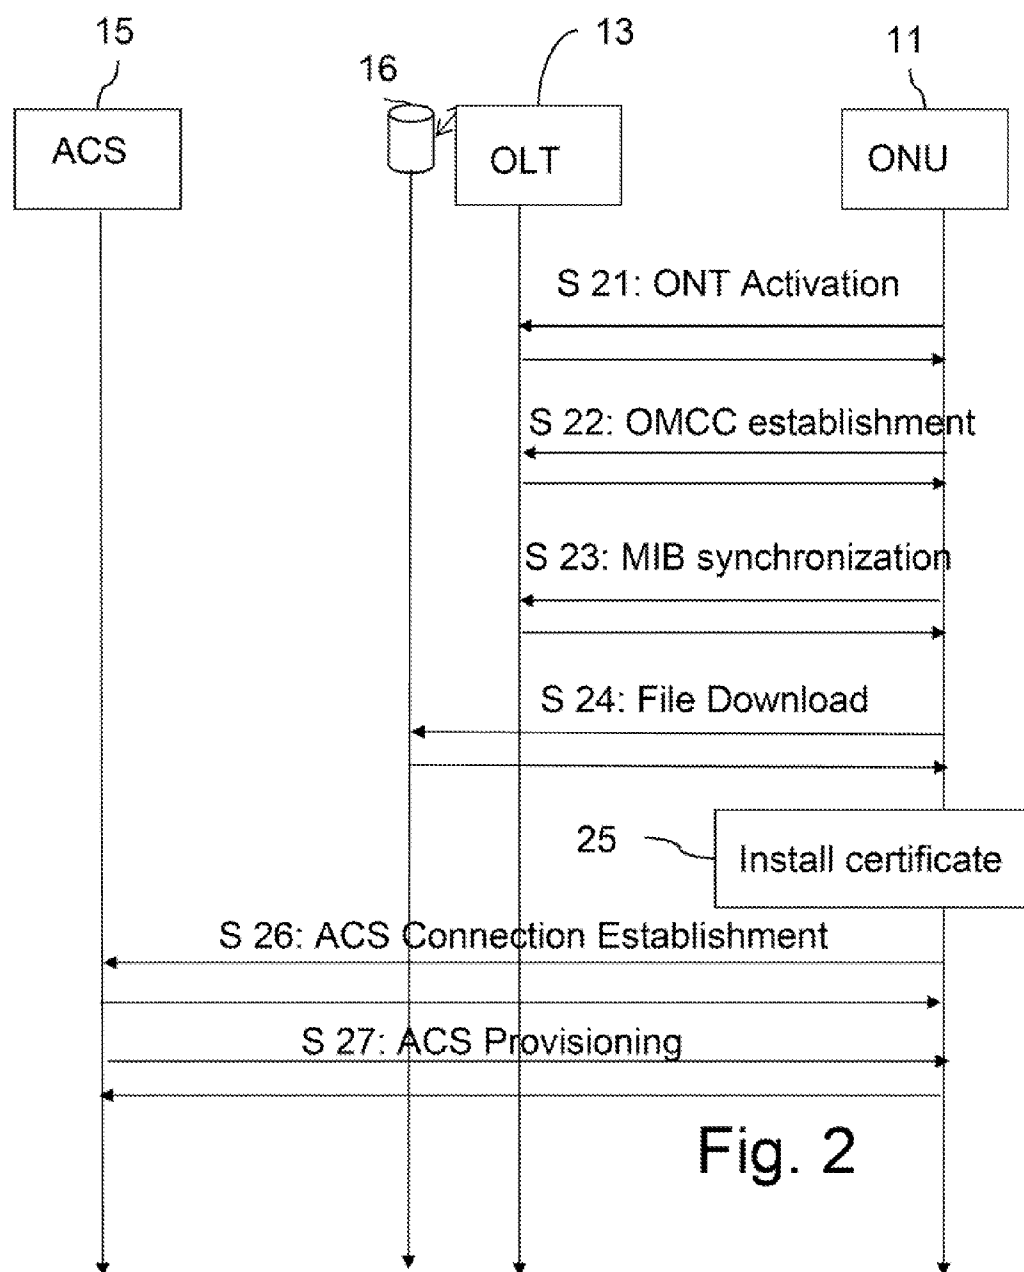 15
16
13
11
ACS
OLT
ONU
S 21: ONT Activation
S 22: OMCC establishment
S 23: MIB synchronization
S 24: File Download
25
Install certificate
S 26: ACS Connection Establishment
S 27: ACS Provisioning
Fig. 2